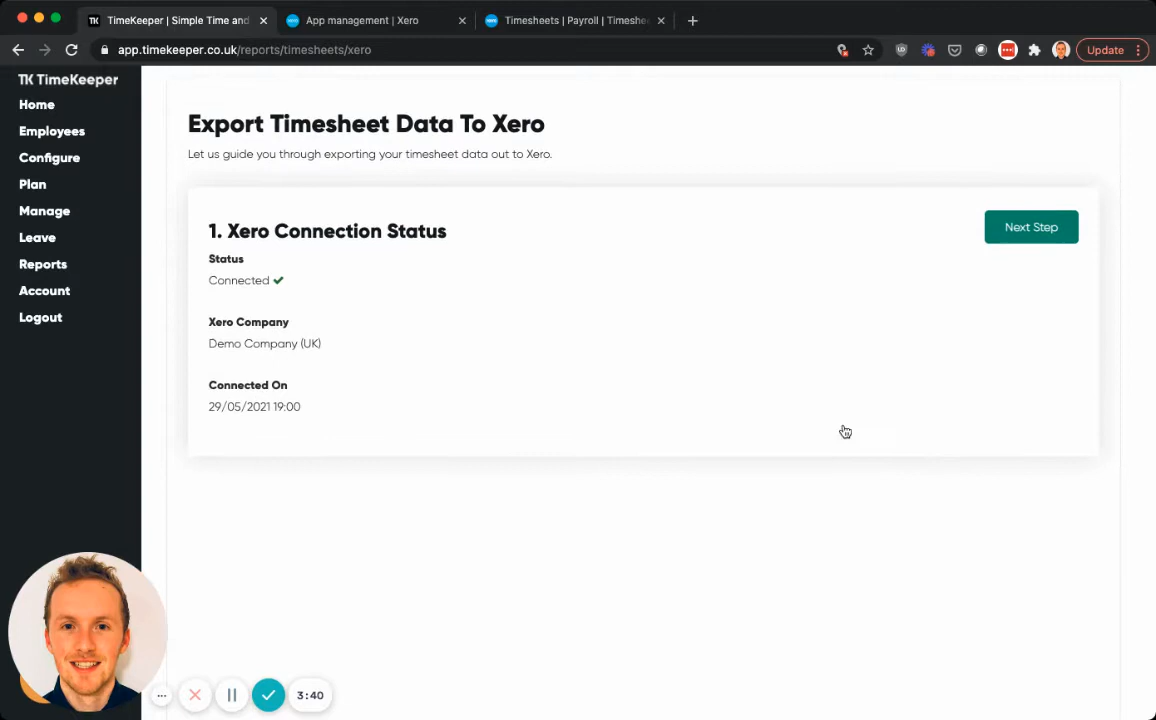 TK TimeKeeper | Simple Time and
App management | Xero
Timesheets | Payroll | Timeshe
app.timekeeper.co.uk/reports/timesheets/xero
Update
TK TimeKeeper
Home
Employees
Configure
Plan
Manage
Leave
Reports
Account
Logout
Export Timesheet Data To Xero
Let us guide you through exporting your timesheet data out to Xero.
1. Xero Connection Status
Next Step
Status
Connected
Xero Company
Demo Company (UK)
Connected On
29/05/2021 19:00
3:40